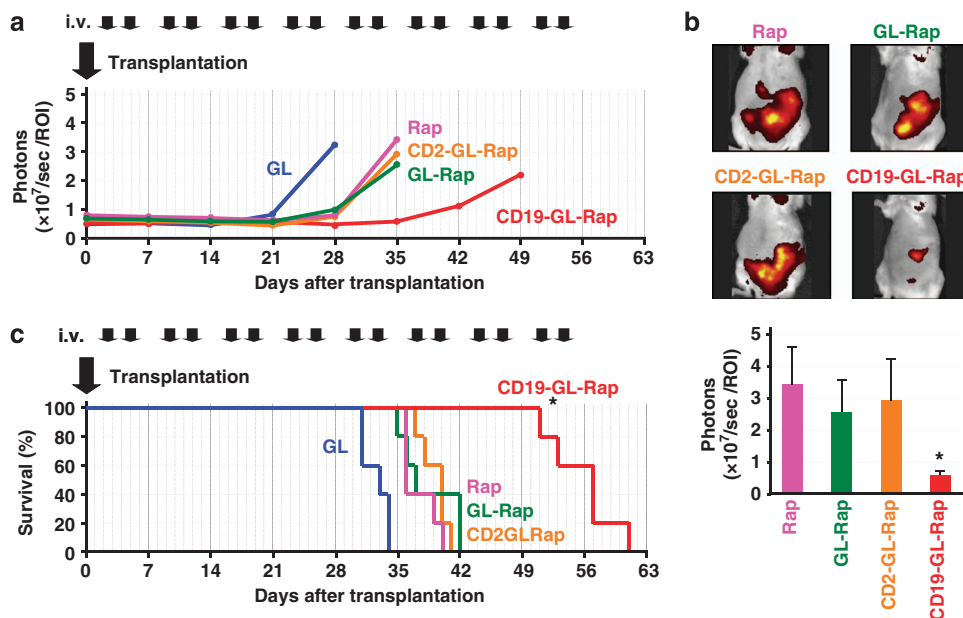 a
i.v.
Transplantation
Photons
(×10⁷/sec /ROI)
5
4
3
2
1
0
GL
Rap
CD2-GL-Rap
GL-Rap
CD19-GL-Rap
0 7 14 21 28 35 42 49 56 63
Days after transplantation
b
Rap GL-Rap
CD2-GL-Rap CD19-GL-Rap
Photons
(×10⁷/sec /ROI)
5
4
3
2
1
0
*
Rap
GL-Rap
CD2-GL-Rap
CD19-GL-Rap
c
i.v.
Transplantation
Survival (%)
100
80
60
40
20
0
CD19-GL-Rap
*
GL
Rap
GL-Rap
CD2GLRap
0 7 14 21 28 35 42 49 56 63
Days after transplantation